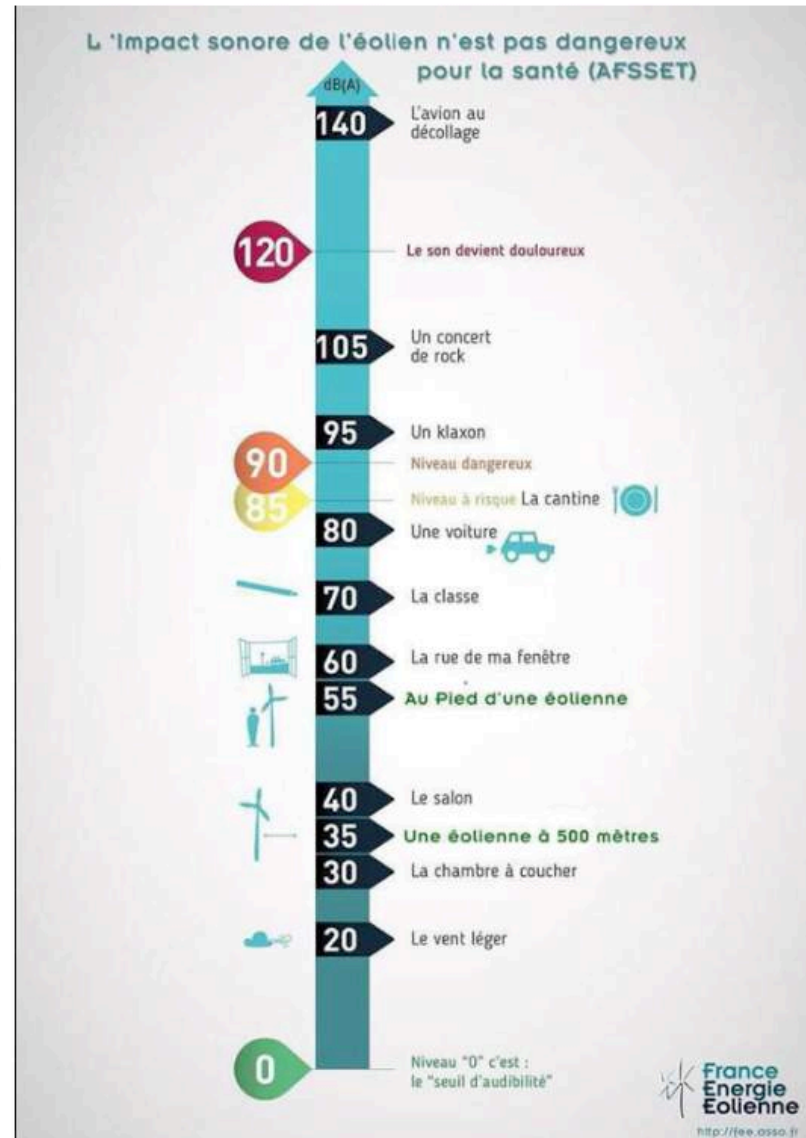 L 'Impact sonore de l'éolien n'est pas dangereux
pour la santé (AFSSET)
dB(A)
140 L'avion au
décollage
120 Le son devient douloureux
105 Un concert
de rock
95 Un klaxon
90 Niveau dangereux
85 Niveau à risque La cantine
80 Une voiture
70 La classe
60 La rue de ma fenêtre
55 Au Pied d'une éolienne
40 Le salon
35 Une éolienne à 500 mètres
30 La chambre à coucher
20 Le vent léger
0 Niveau "0" c'est :
le "seuil d'audibilité"
France
Energie
Eolienne
http://fee.asso.fr